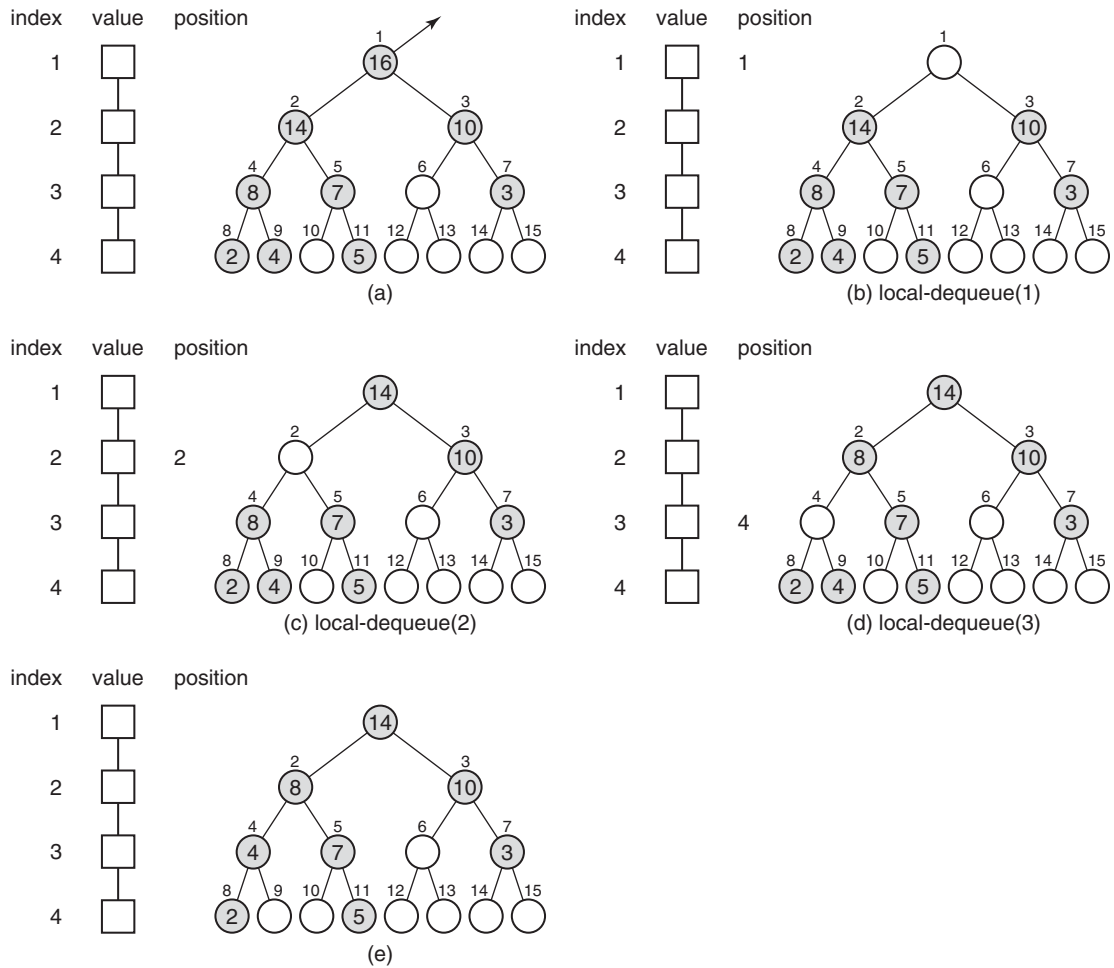 index value position
1
1 16
2 3
2 14 10
4 5 6 7
3 8 7 3
8 9 10 11 12 13 14 15
4 2 4 5
(a)
index value position
1
1 1
2 3
2 14 10
4 5 6 7
3 8 7 3
8 9 10 11 12 13 14 15
4 2 4 5
(b) local-dequeue(1)
index value position
1 14
2 3
2 2 10
4 5 6 7
3 8 7 3
8 9 10 11 12 13 14 15
4 2 4 5
(c) local-dequeue(2)
index value position
1 14
2 3
2 8 10
4 5 6 7
3 4 7 3
8 9 10 11 12 13 14 15
4 2 4 5
(d) local-dequeue(3)
index value position
1 14
2 3
2 8 10
4 5 6 7
3 4 7 3
8 9 10 11 12 13 14 15
4 2 5
(e)